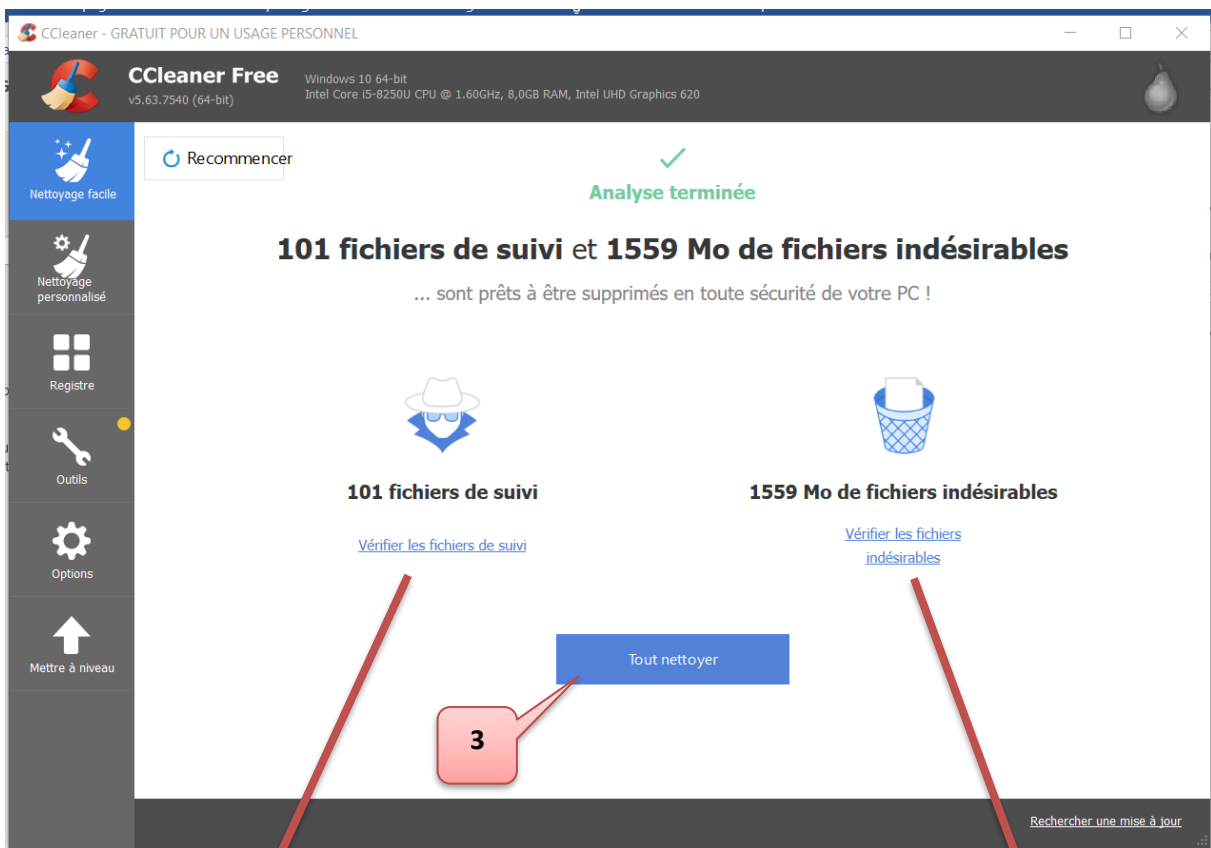 CCleaner - GRATUIT POUR UN USAGE PERSONNEL
CCleaner Free
v5.63.7540 (64-bit)
Windows 10 64-bit
Intel Core i5-8250U CPU @ 1.60GHz, 8,0GB RAM, Intel UHD Graphics 620
Nettoyage facile
Nettoyage
personnalisé
Registre
Outils
Options
Mettre à niveau
Recommencer
Analyse terminée
101 fichiers de suivi et 1559 Mo de fichiers indésirables
... sont prêts à être supprimés en toute sécurité de votre PC !
101 fichiers de suivi
Vérifier les fichiers de suivi
1559 Mo de fichiers indésirables
Vérifier les fichiers
indésirables
Tout nettoyer
3
Rechercher une mise à jour